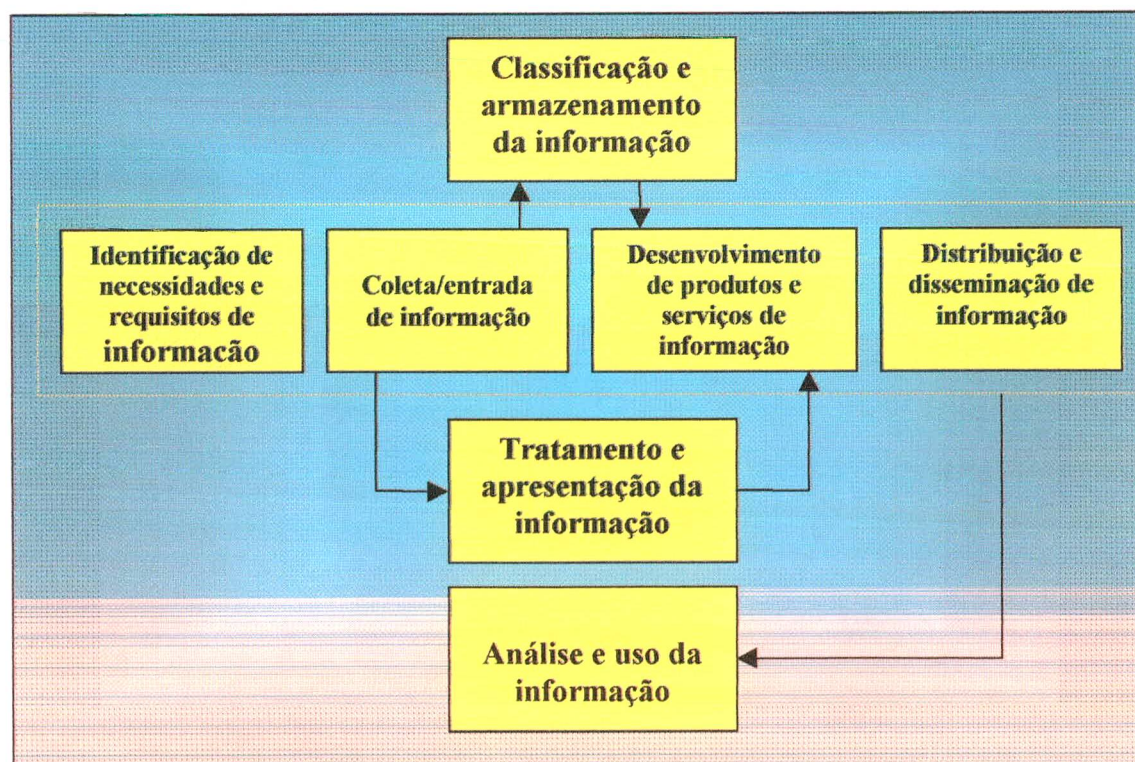 Classificação e
armazenamento
da informação
Identificação de
necessidades e
requisitos de
informacão
Coleta/entrada
de informação
Desenvolvimento
de produtos e
serviços de
informação
Distribuição e
disseminação de
informação
Tratamento e
apresentação da
informação
Análise e uso da
informação